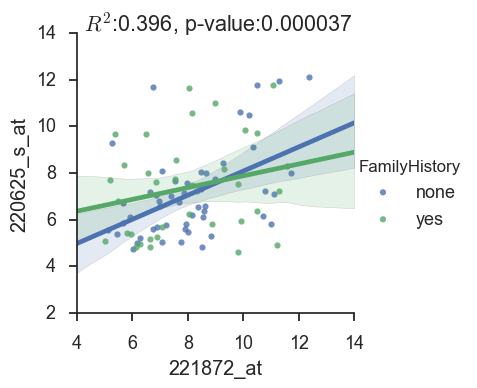 R²:0.396, p-value:0.000037
14
12
10
8
6
4
2
220625_s_at
4 6 8 10 12 14
221872_at
FamilyHistory
none
yes